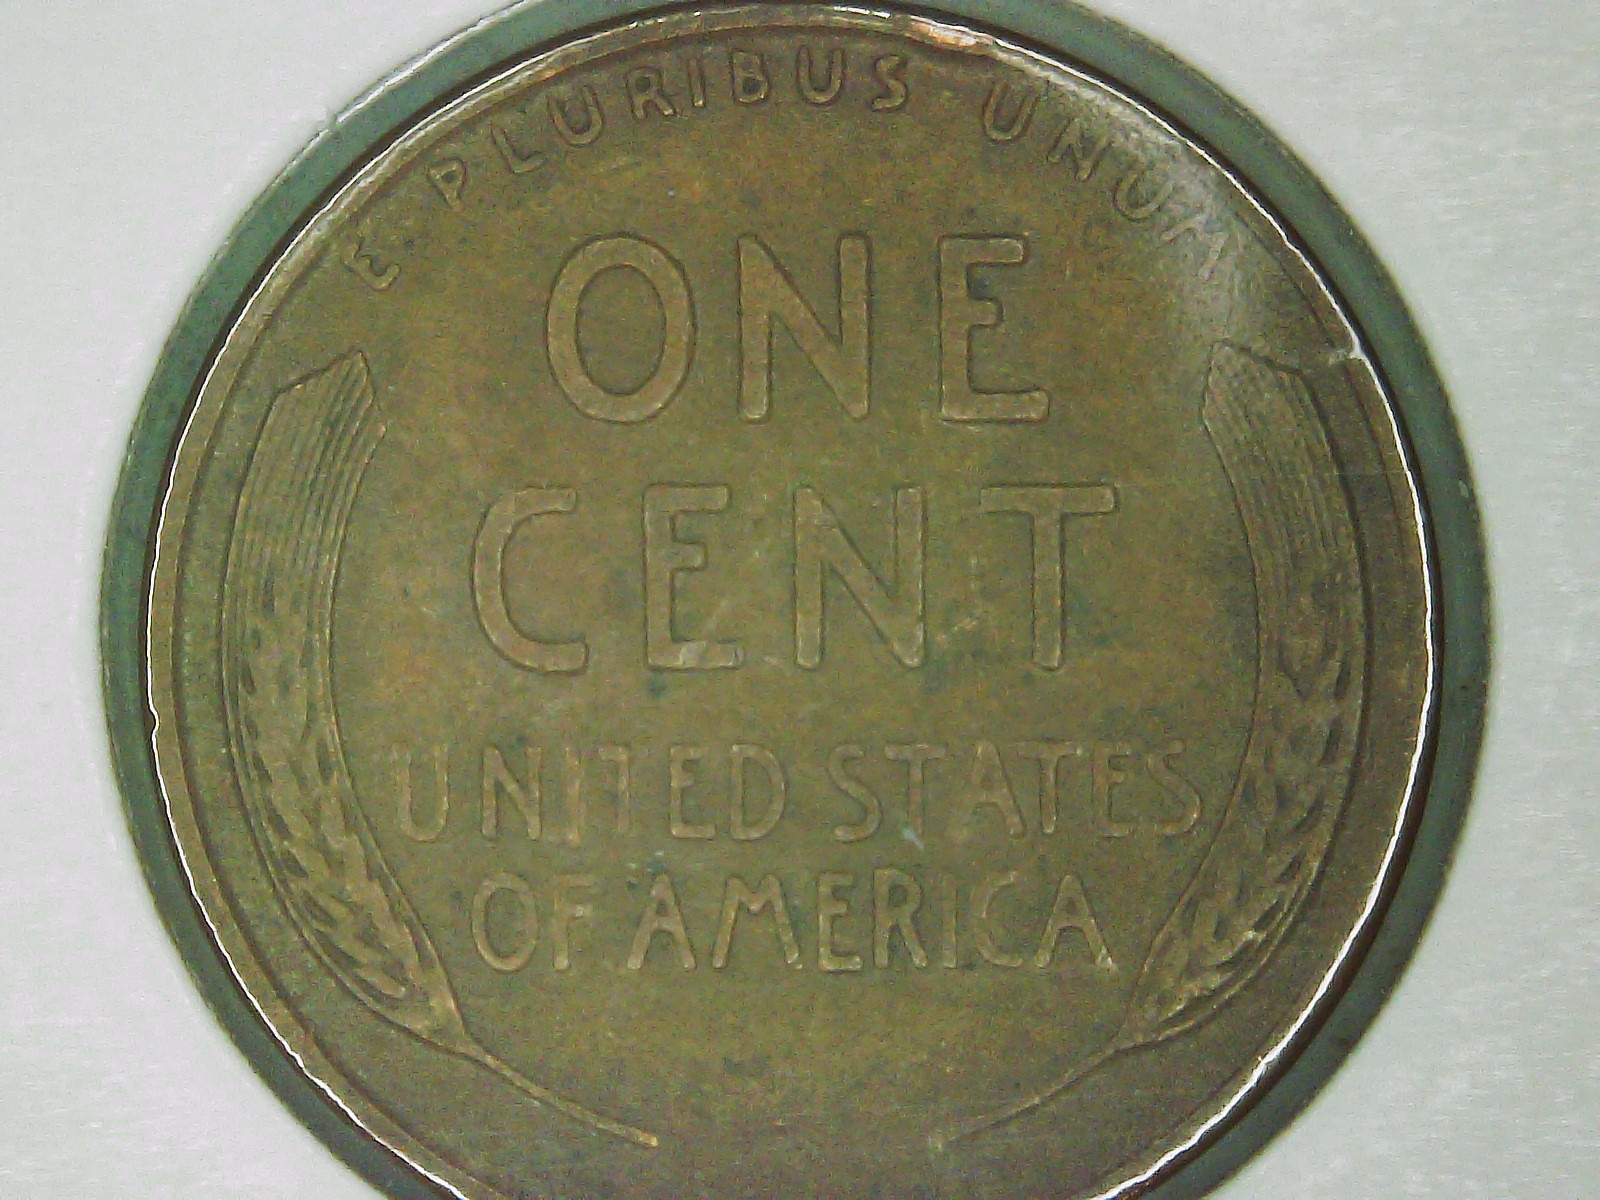 E PLURIBUS UNUM
ONE
CENT
UNITED STATES
OF AMERICA